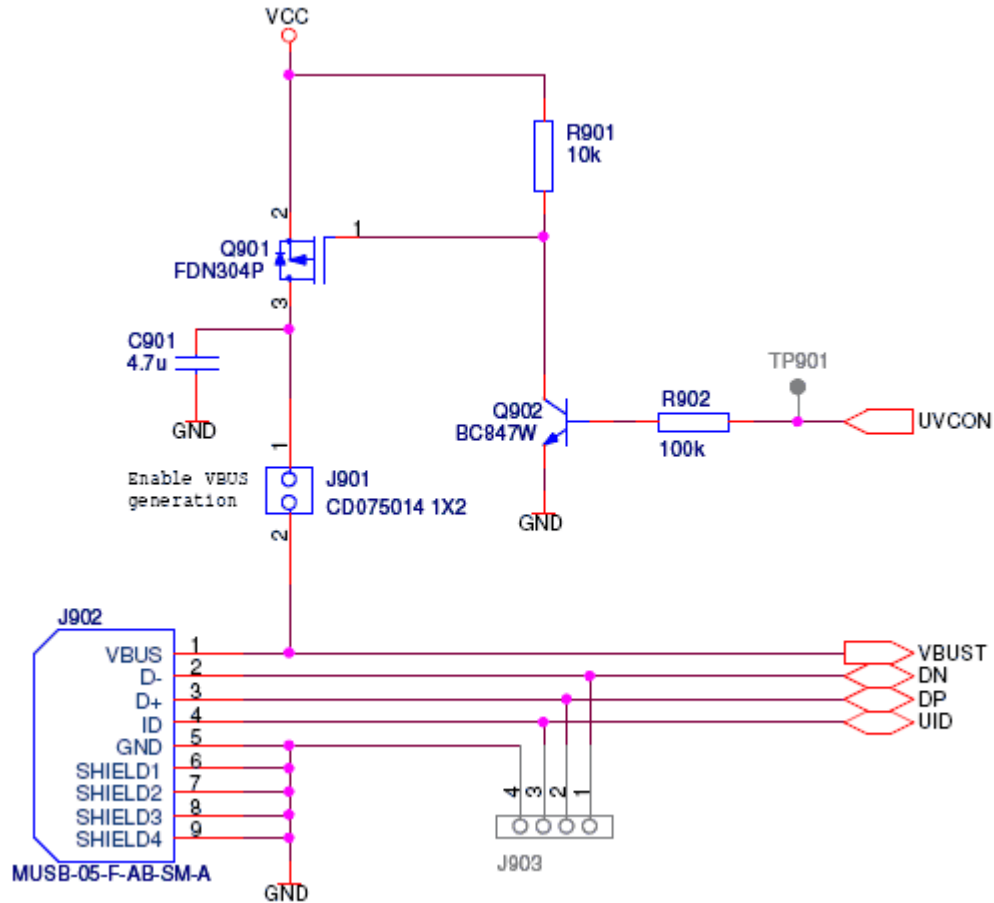 VCC
R901
10k
2
1
Q901
FDN304P
3
C901
4.7u
GND
TP901
Q902
BC847W
R902
100k
UVCON
GND
1
Enable VBUS
generation
J901
CD075014 1X2
2
J902
VBUS 1 VBUST
D- 2 DN
D+ 3 DP
ID 4 UID
GND 5
SHIELD1 6
SHIELD2 7
SHIELD3 8
SHIELD4 9
4 3 2 1
J903
MUSB-05-F-AB-SM-A
GND